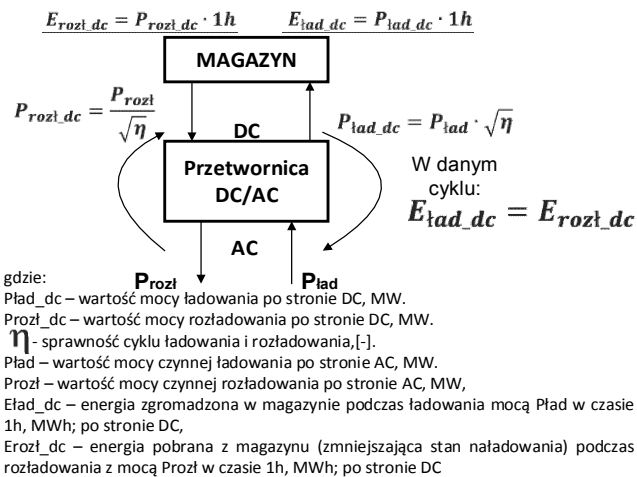 E_rozł_dc = P_rozł_dc · 1h E_ład_dc = P_ład_dc · 1h
MAGAZYN
P_rozł_dc = P_rozł / √η
DC
P_ład_dc = P_ład · √η
Przetwornica
DC/AC
W danym
cyklu:
E_ład_dc = E_rozł_dc
AC
Prozł Pład
gdzie:
Pład_dc – wartość mocy ładowania po stronie DC, MW.
Prozł_dc – wartość mocy rozładowania po stronie DC, MW.
η - sprawność cyklu ładowania i rozładowania,[-].
Pład – wartość mocy czynnej ładowania po stronie AC, MW.
Prozł – wartość mocy czynnej rozładowania po stronie AC, MW,
Eład_dc – energia zgromadzona w magazynie podczas ładowania mocą Pład w czasie
1h, MWh; po stronie DC,
Erozł_dc – energia pobrana z magazynu (zmniejszająca stan naładowania) podczas
rozładowania z mocą Prozł w czasie 1h, MWh; po stronie DC